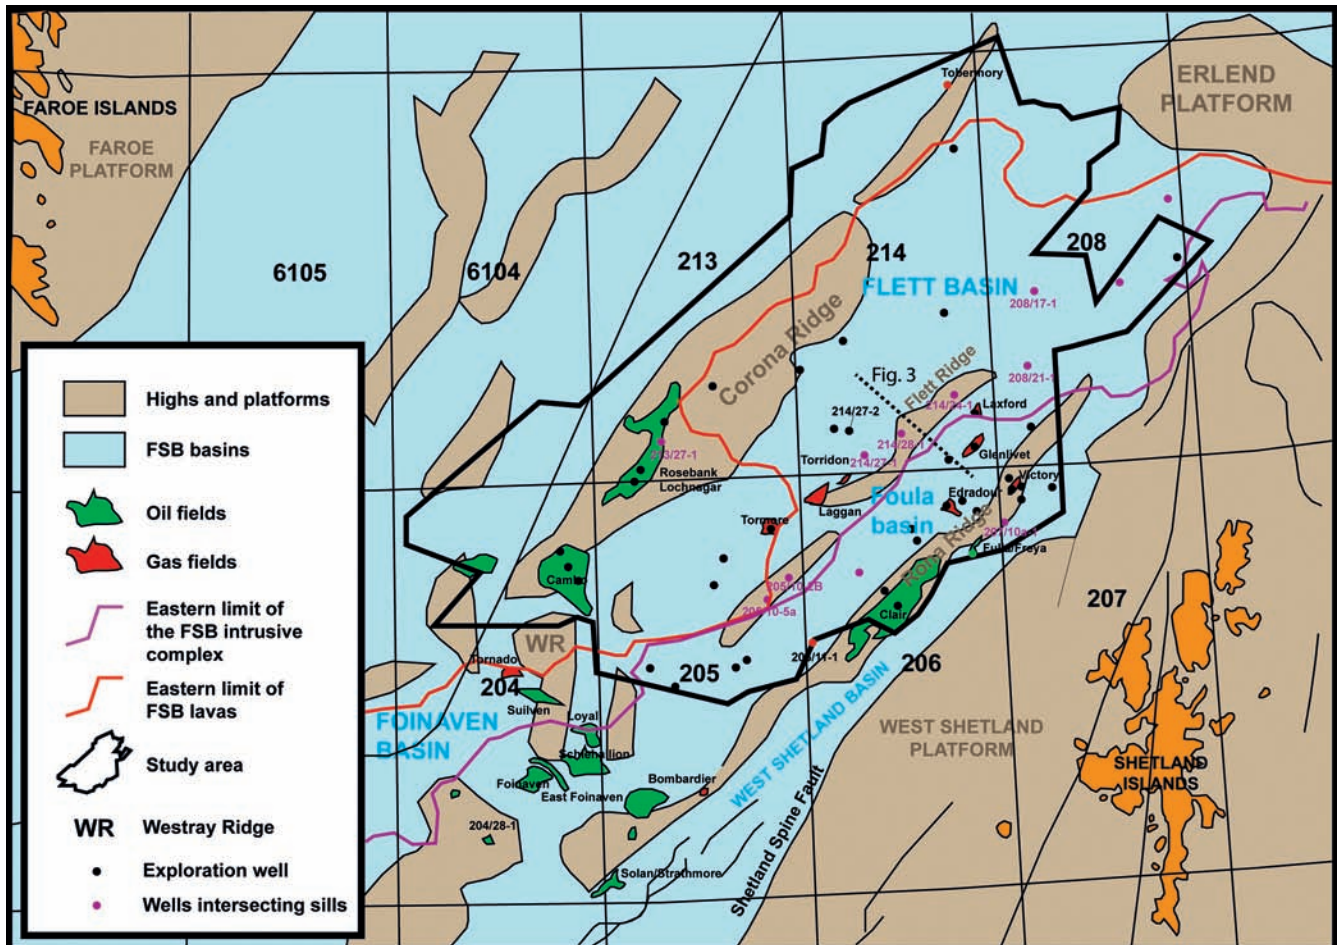 FAROE ISLANDS
FAROE
PLATFORM
Tobermory
ERLEND
PLATFORM
6105
6104
213
214
208
FLETT BASIN
208/17-1
Corona Ridge
Fig. 3
Flett Ridge
208/21-1
214/27-2
214/24-1
Laxford
213/27-1
214/28-1
Torridon
214/27-1
Glenlivet
Rosebank
Lochnagar
Victory
Edradour
Laggan
Foula
basin
Tormore
Rona Ridge
Fulla/Freya
Cambo
205/10-2B
205/10-5a
Clair
207
WR
205/11-1
206
Tornado
204
205
Suilven
FOINAVEN
BASIN
Loyal
WEST SHETLAND BASIN
WEST SHETLAND
PLATFORM
Schiehallion
Foinaven
East Foinaven
Bombardier
SHETLAND
ISLANDS
204/28-1
Shetland Spine Fault
Solan/Strathmore
Highs and platforms
FSB basins
Oil fields
Gas fields
Eastern limit of
the FSB intrusive
complex
Eastern limit of
FSB lavas
Study area
WR
Westray Ridge
Exploration well
Wells intersecting sills